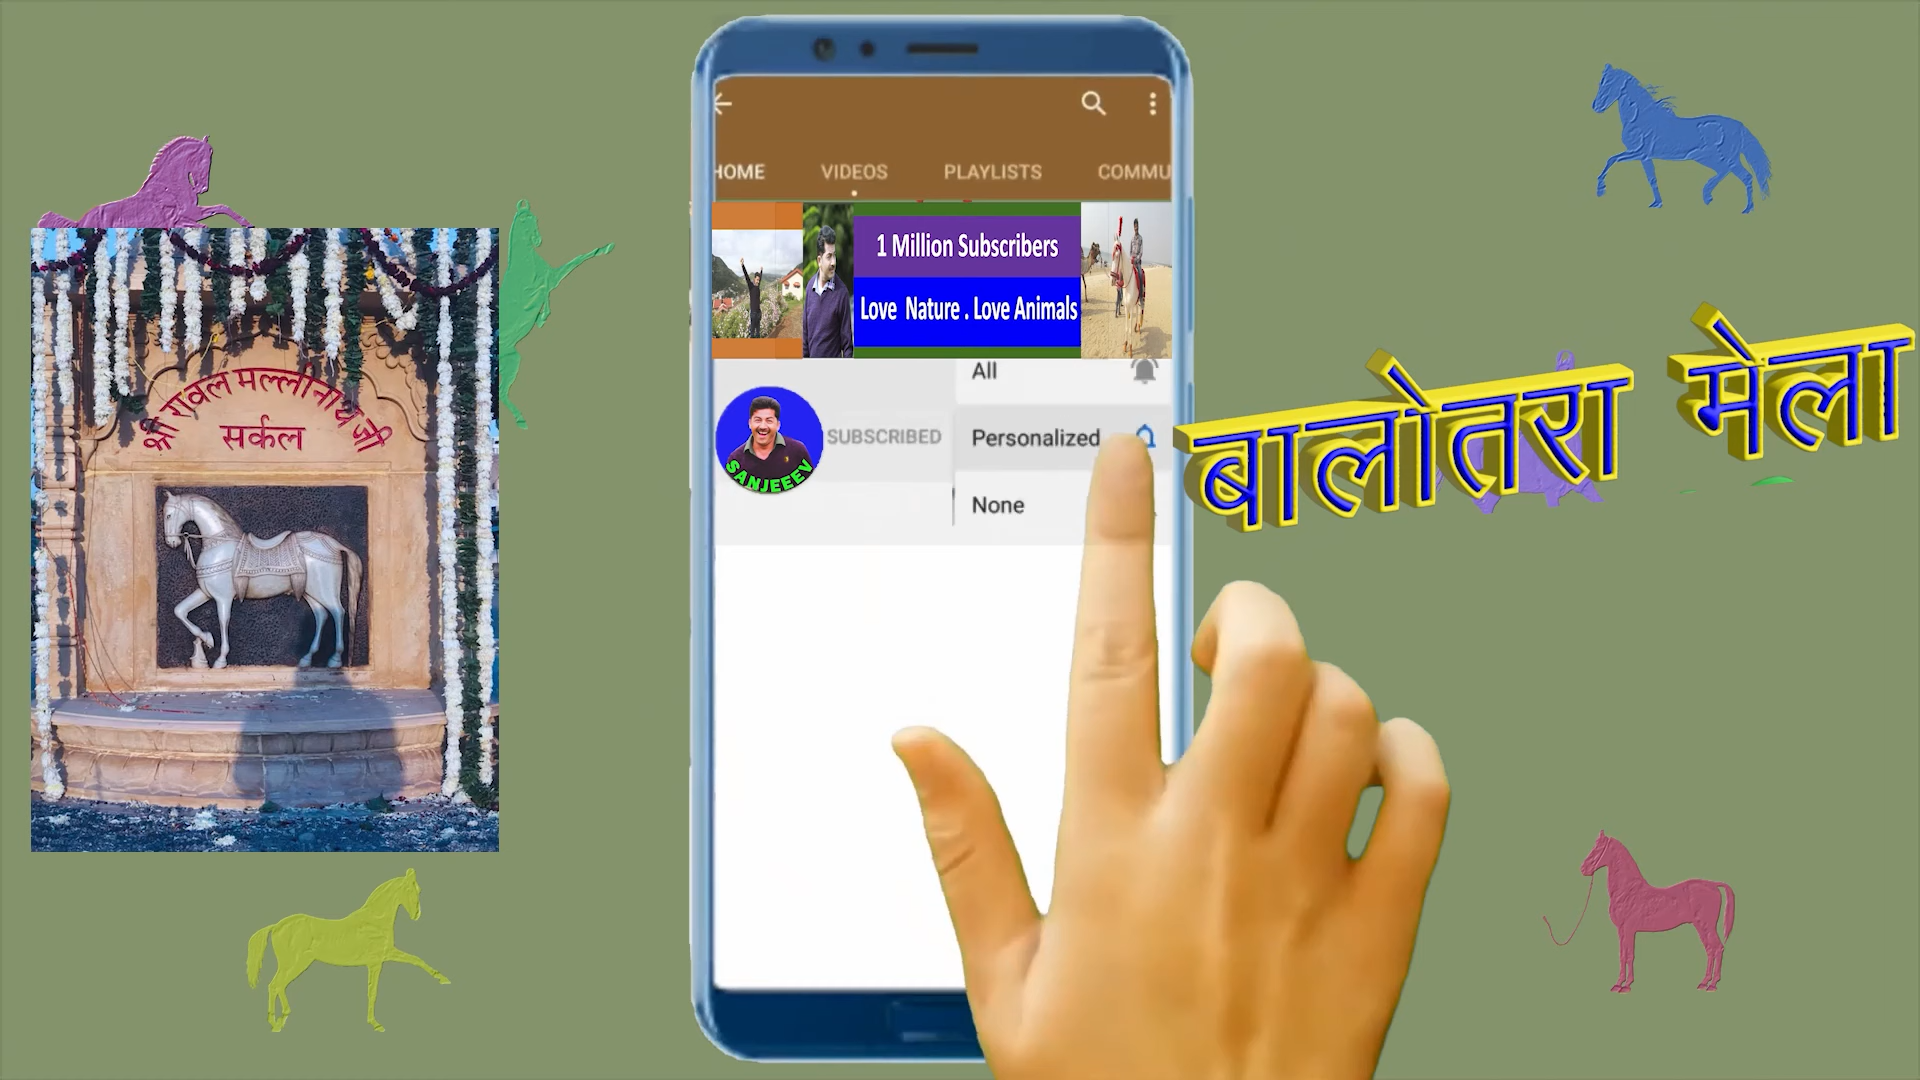 श्री रावल मल्लीनाथ जी
सर्कल
HOME VIDEOS PLAYLISTS COMMU
1 Million Subscribers
Love Nature . Love Animals
All
SUBSCRIBED
Personalized
None
SANJEEEV
बालोतरा मेला